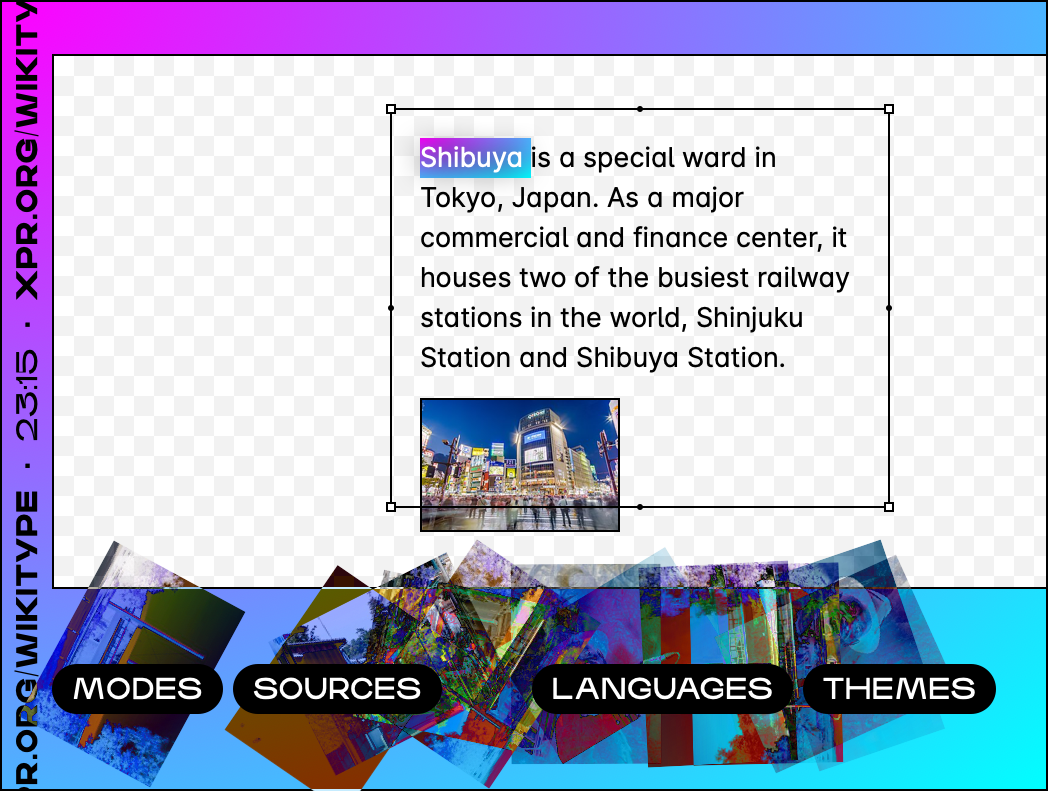 XPR.ORG/WIKITY
23:15
XPR.ORG/WIKITYPE
Shibuya is a special ward in
Tokyo, Japan. As a major
commercial and finance center, it
houses two of the busiest railway
stations in the world, Shinjuku
Station and Shibuya Station.
MODES
SOURCES
LANGUAGES
THEMES